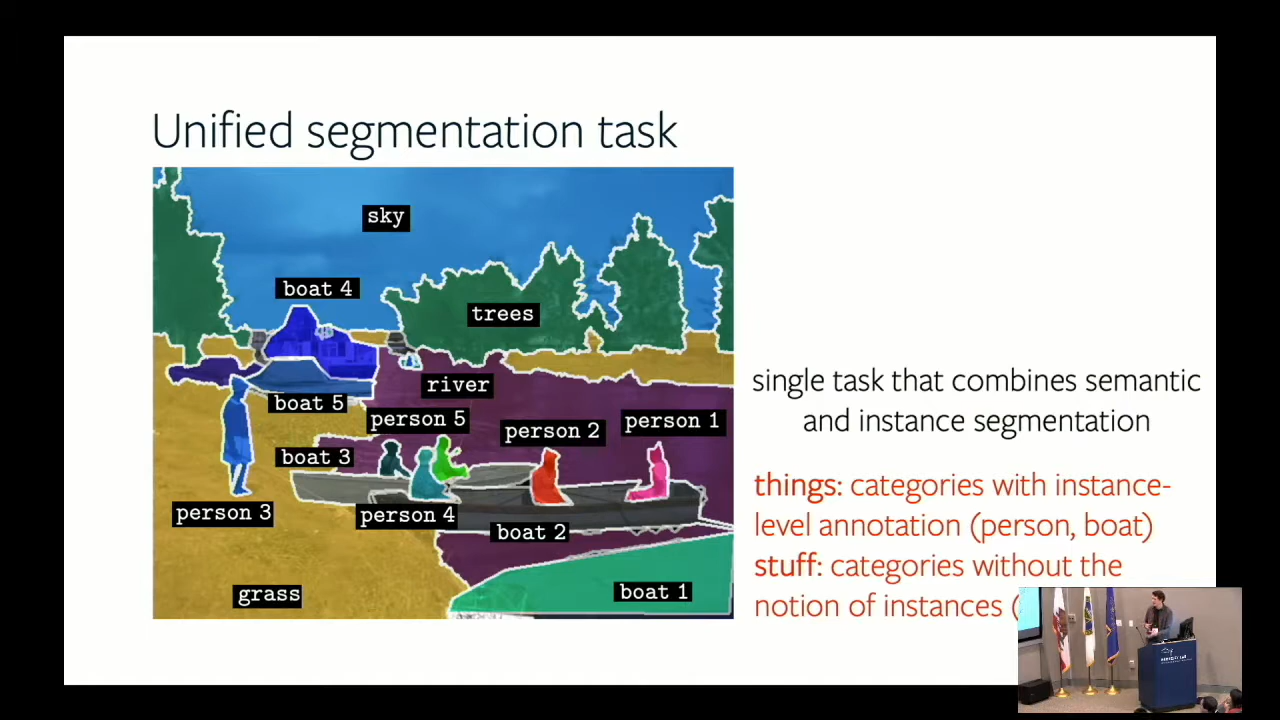 Unified segmentation task
sky
boat 4
trees
river
boat 5
person 5
person 2
person 1
boat 3
person 3
person 4
boat 2
grass
boat 1
single task that combines semantic
and instance segmentation
things: categories with instance-
level annotation (person, boat)
stuff: categories without the
notion of instances (
BERKELEY LAB